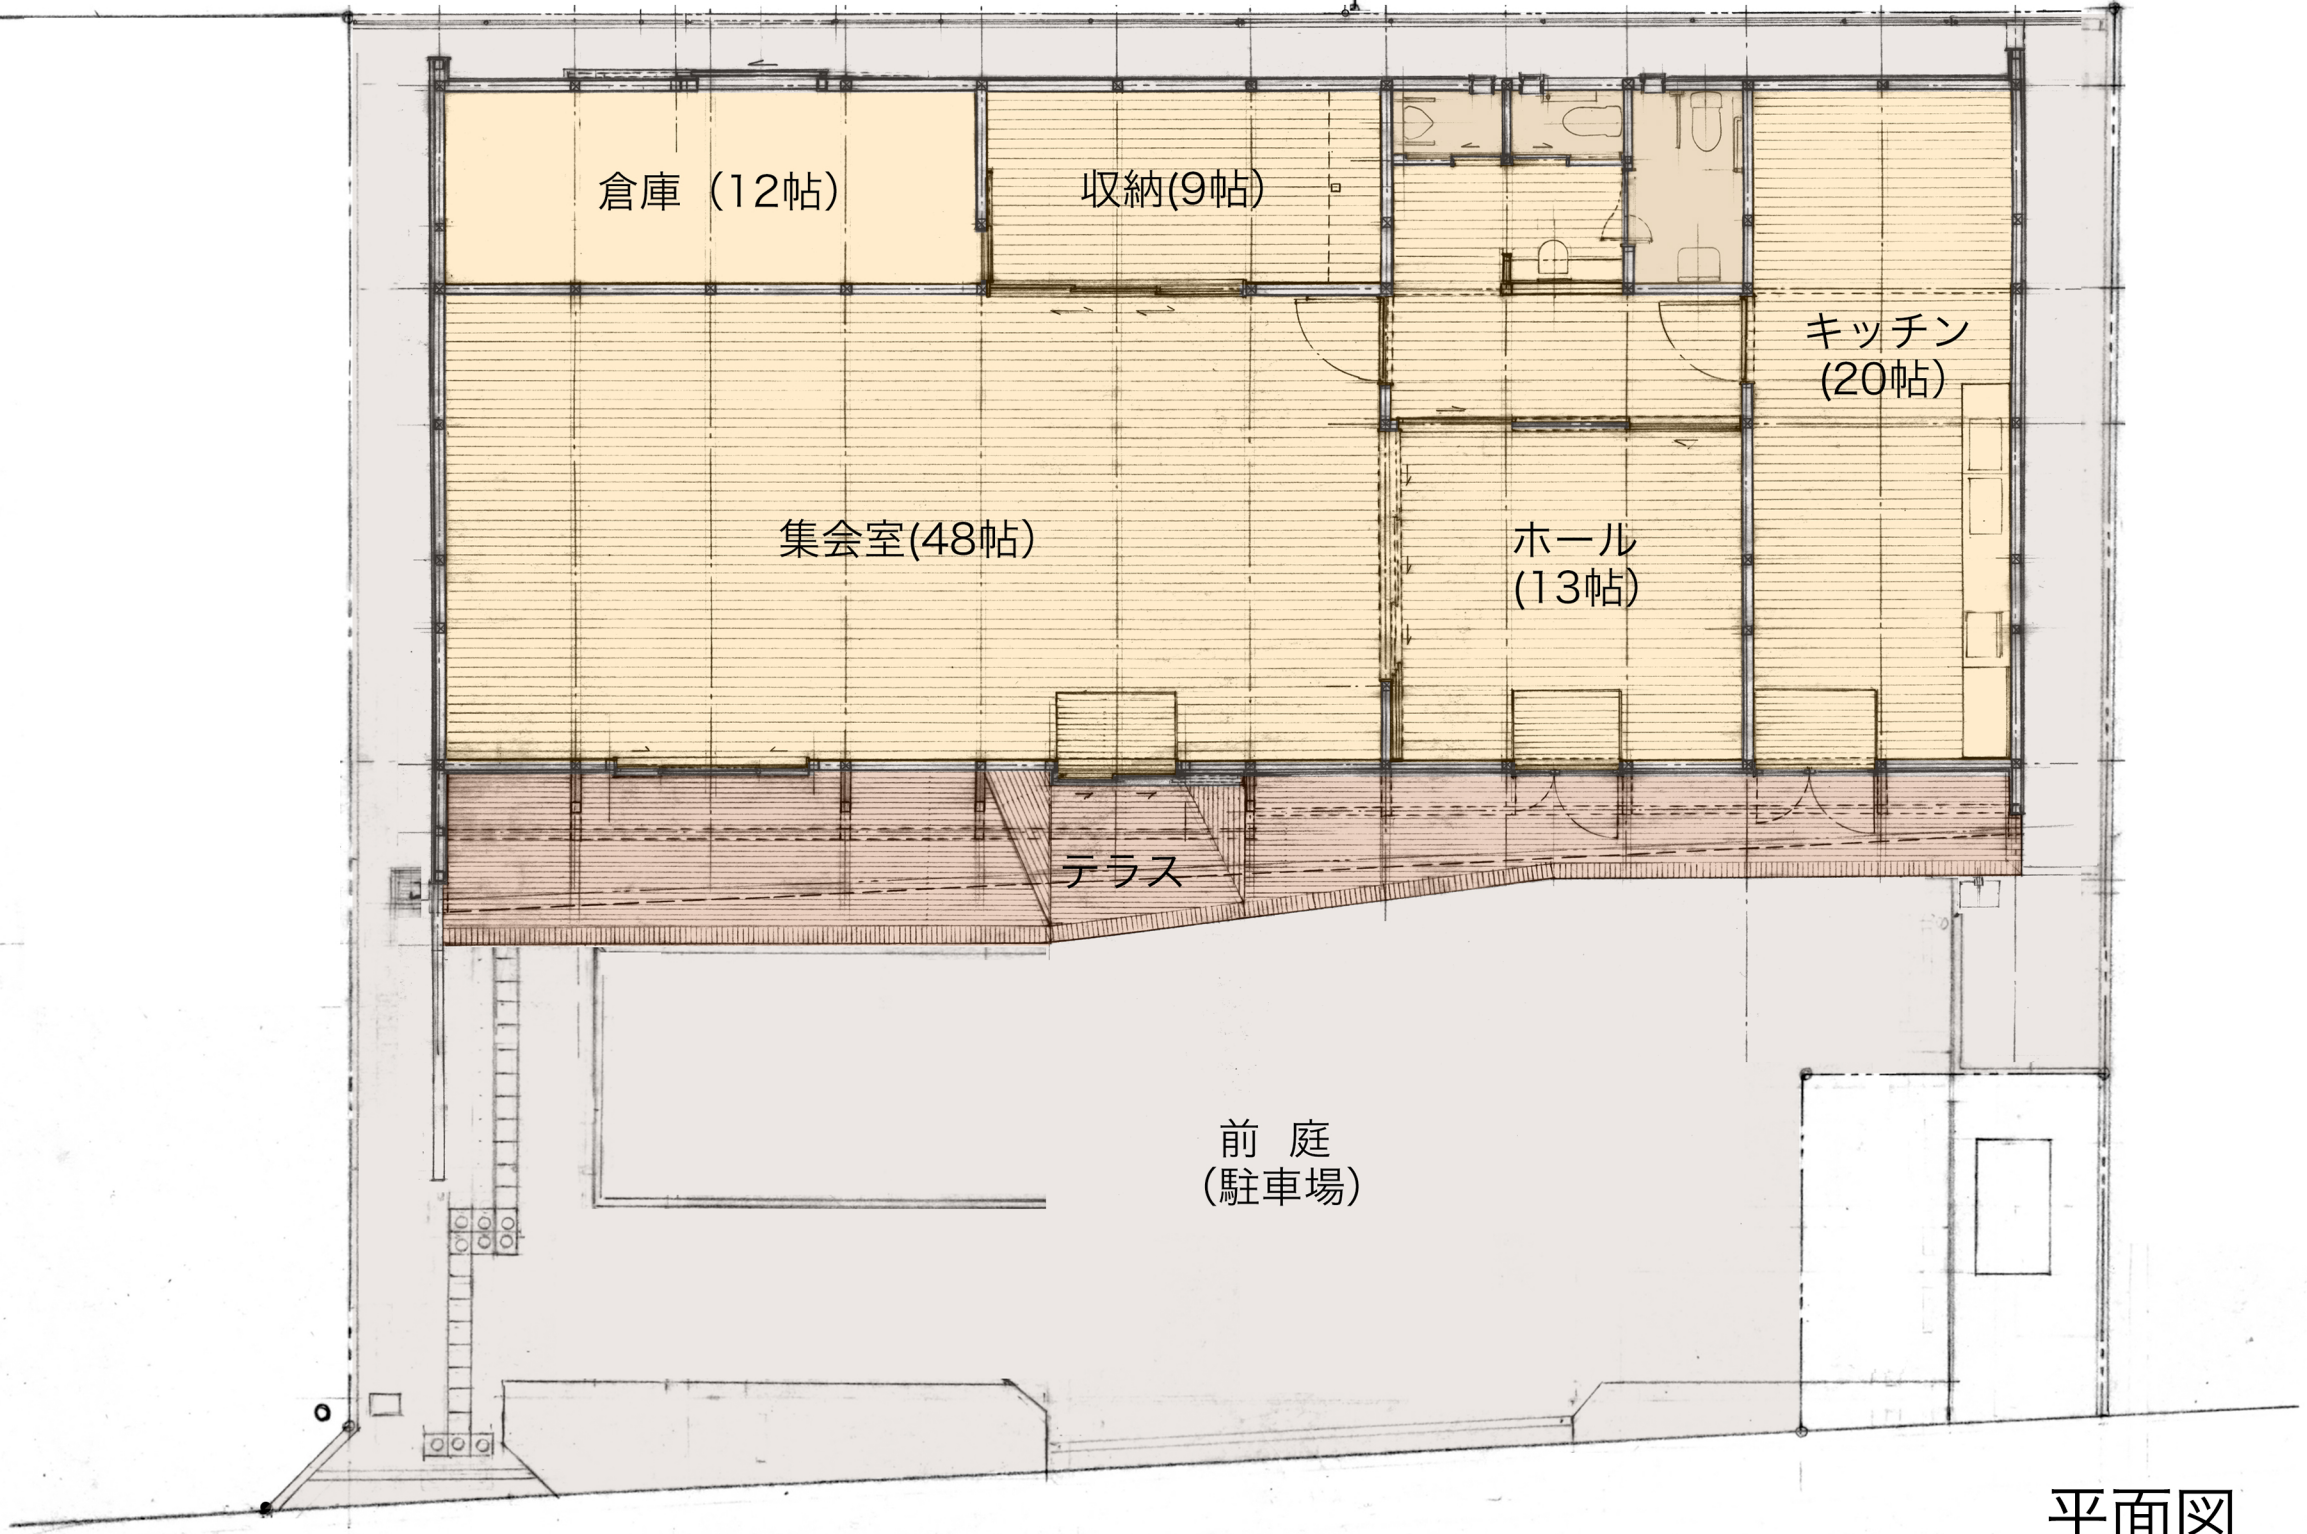 倉庫（12帖）
収納(9帖）
キッチン
(20帖）
集会室(48帖）
ホール
(13帖）
テラス
前 庭
（駐車場）
平面図